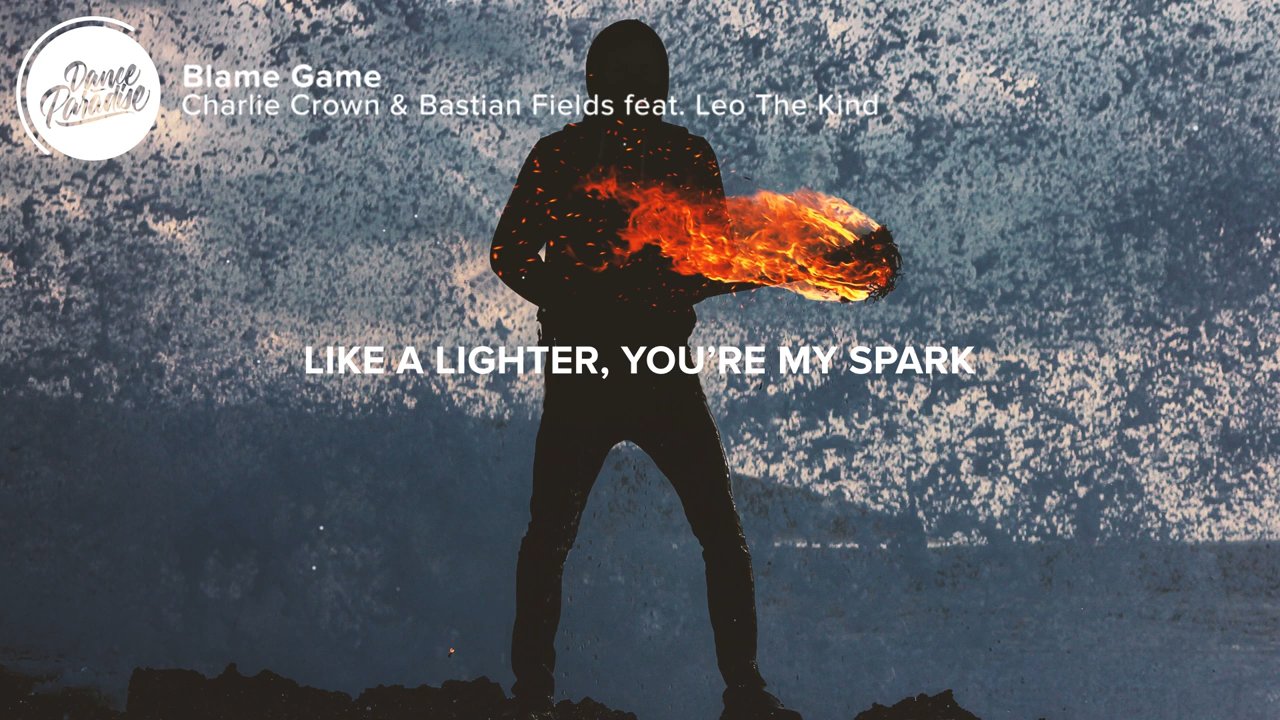 Dance
Paradise
Blame Game
Charlie Crown & Bastian Fields feat. Leo The Kind
LIKE A LIGHTER, YOU'RE MY SPARK